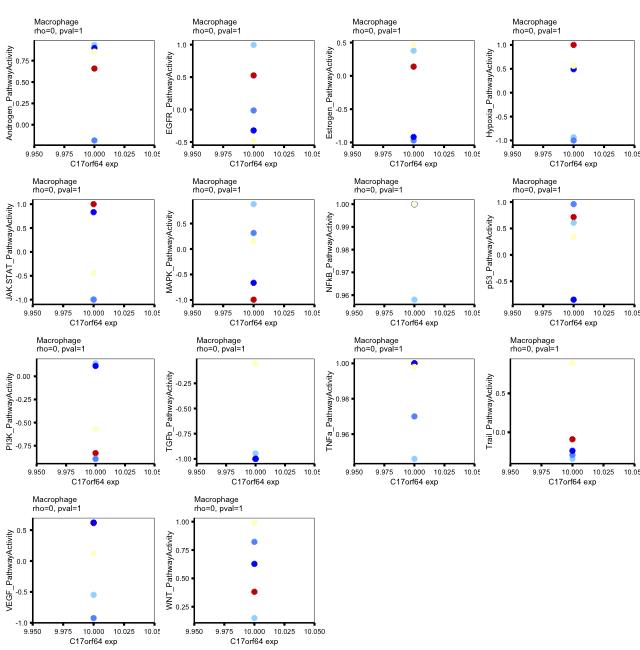 Macrophage
rho=0, pval=1
Androgen_PathwayActivity
0.75
0.50
0.25
0.00
9.950 9.975 10.000 10.025 10.05
C17orf64 exp
Macrophage
rho=0, pval=1
EGFR_PathwayActivity
1.0
0.5
0.0
-0.5
9.950 9.975 10.000 10.025 10.05
C17orf64 exp
Macrophage
rho=0, pval=1
Estrogen_PathwayActivity
0.5
0.0
-0.5
-1.0
9.950 9.975 10.000 10.025 10.05
C17orf64 exp
Macrophage
rho=0, pval=1
Hypoxia_PathwayActivity
1.0
0.5
0.0
-0.5
-1.0
9.950 9.975 10.000 10.025 10.05
C17orf64 exp
Macrophage
rho=0, pval=1
JAK.STAT_PathwayActivity
1.0
0.5
0.0
-0.5
-1.0
9.950 9.975 10.000 10.025 10.05
C17orf64 exp
Macrophage
rho=0, pval=1
MAPK_PathwayActivity
0.5
0.0
-0.5
-1.0
9.950 9.975 10.000 10.025 10.05
C17orf64 exp
Macrophage
rho=0, pval=1
NFkB_PathwayActivity
1.00
0.99
0.98
0.97
0.96
9.950 9.975 10.000 10.025 10.05
C17orf64 exp
Macrophage
rho=0, pval=1
p53_PathwayActivity
1.0
0.5
0.0
-0.5
9.950 9.975 10.000 10.025 10.05
C17orf64 exp
Macrophage
rho=0, pval=1
PI3K_PathwayActivity
0.00
-0.25
-0.50
-0.75
9.950 9.975 10.000 10.025 10.05
C17orf64 exp
Macrophage
rho=0, pval=1
TGFb_PathwayActivity
-0.25
-0.50
-0.75
-1.00
9.950 9.975 10.000 10.025 10.05
C17orf64 exp
Macrophage
rho=0, pval=1
TNFa_PathwayActivity
1.00
0.98
0.96
9.950 9.975 10.000 10.025 10.05
C17orf64 exp
Macrophage
rho=0, pval=1
Trail_PathwayActivity
0.5
0.0
9.950 9.975 10.000 10.025 10.05
C17orf64 exp
Macrophage
rho=0, pval=1
VEGF_PathwayActivity
0.5
0.0
-0.5
-1.0
9.950 9.975 10.000 10.025 10.05
C17orf64 exp
Macrophage
rho=0, pval=1
WNT_PathwayActivity
1.00
0.75
0.50
0.25
9.950 9.975 10.000 10.025 10.050
C17orf64 exp